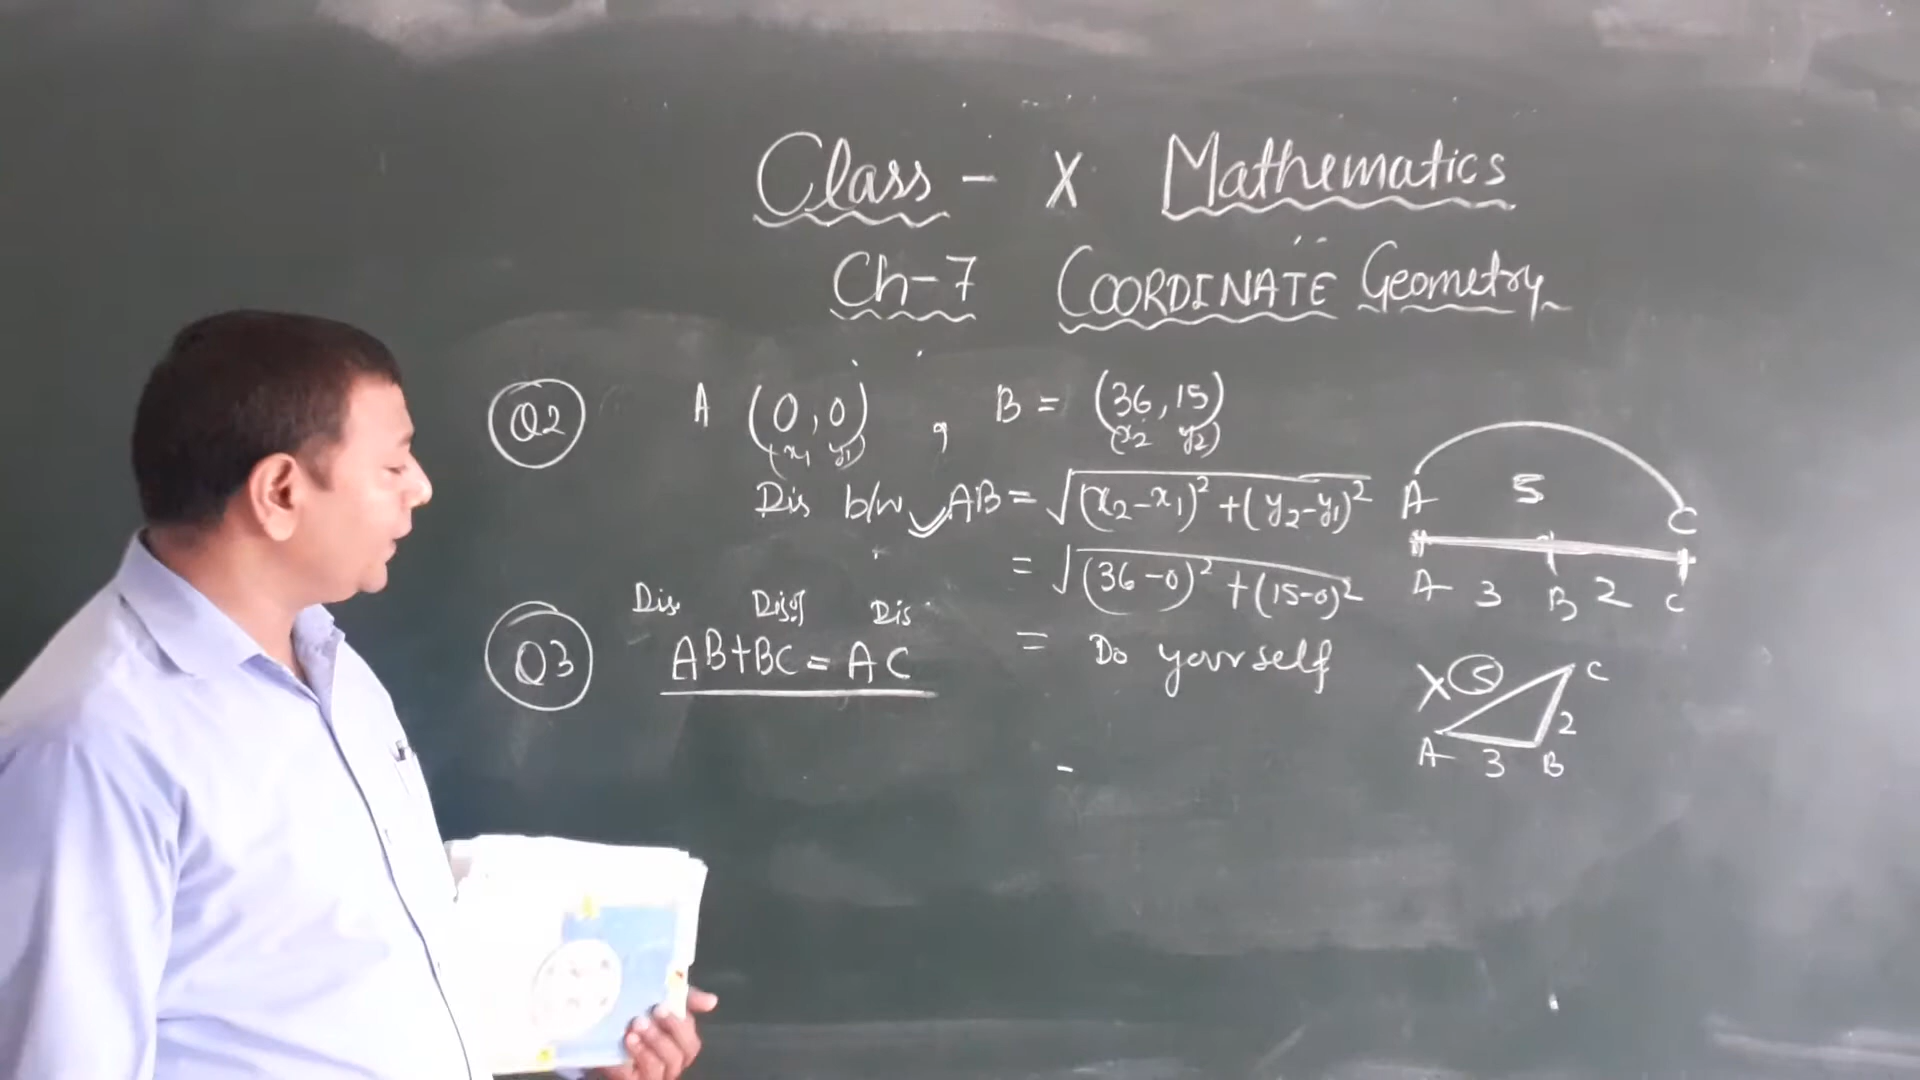 Class - X Mathematics
Ch-7 COORDINATE Geometry
Q2 A (0, 0) , B = (36, 15)
(x1 y1) (x2 y2)
Dis b/w AB = √(x2-x1)² + (y2-y1)²
= √(36-0)² + (15-0)²
= Do yourself
Q3 Dis. Dis of Dis
AB+BC = AC
A 5 C
A 3 B 2 C
X 5 C
2
A 3 B